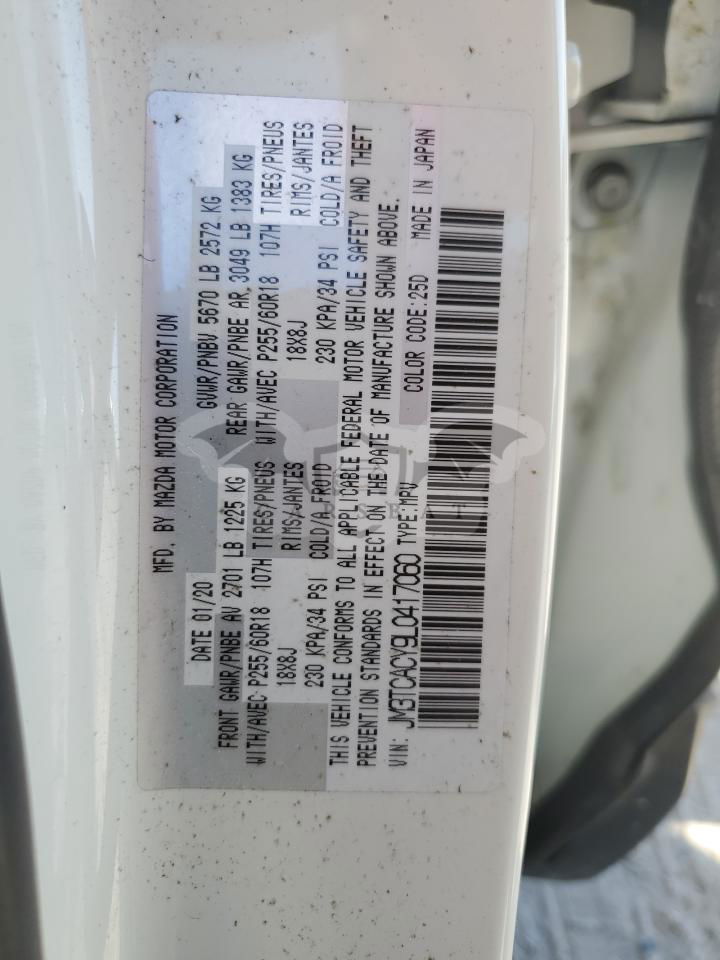 MFD. BY MAZDA MOTOR CORPORATION
DATE 01/20 GVWR/PNBV 5670 LB 2572 KG
FRONT GAWR/PNBE AV 2701 LB 1225 KG REAR GAWR/PNBE AR 3049 LB 1383 KG
WITH/AVEC P255/60R18 107H TIRES/PNEUS WITH/AVEC P255/60R18 107H TIRES/PNEUS
18X8J RIMS/JANTES 18X8J RIMS/JANTES
230 KPA/34 PSI COLD/A FROID 230 KPA/34 PSI COLD/A FROID
THIS VEHICLE CONFORMS TO ALL APPLICABLE FEDERAL MOTOR VEHICLE SAFETY AND THEFT
PREVENTION STANDARDS IN EFFECT ON THE DATE OF MANUFACTURE SHOWN ABOVE.
VIN: JM3TCACY9L0417060 TYPE:MPV COLOR CODE:25D MADE IN JAPAN